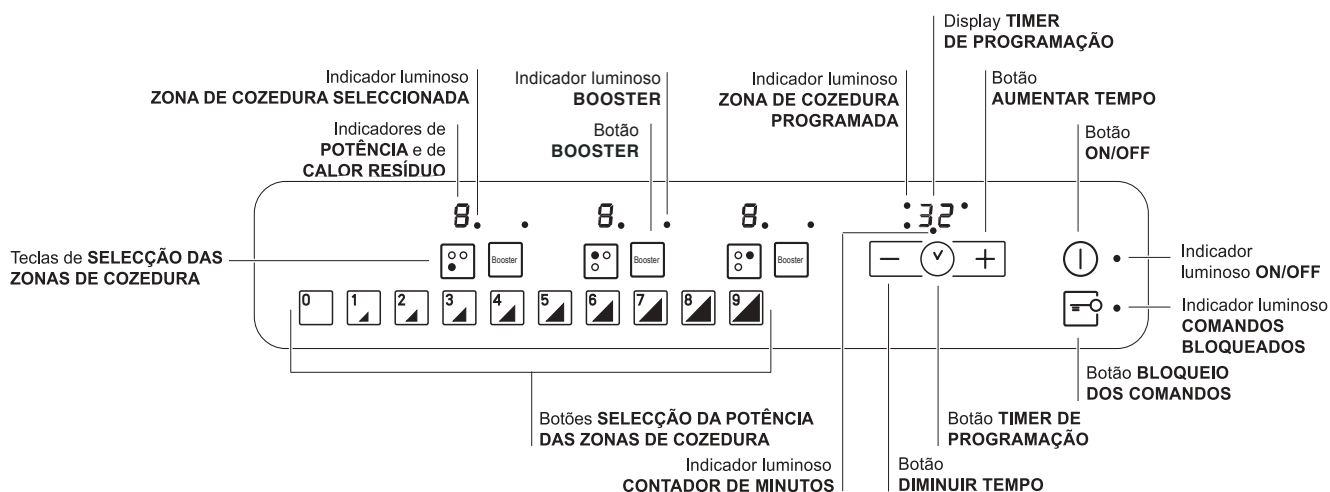 Display TIMER
DE PROGRAMAÇÃO
Indicador luminoso
ZONA DE COZEDURA SELECCIONADA
Indicador luminoso
BOOSTER
Indicador luminoso
ZONA DE COZEDURA
PROGRAMADA
Botão
AUMENTAR TEMPO
Indicadores de
POTÊNCIA e de
CALOR RESÍDUO
Botão
BOOSTER
Botão
ON/OFF
8.
8.
8.
32
Teclas de SELECÇÃO DAS
ZONAS DE COZEDURA
Booster
Booster
Booster
Indicador
luminoso ON/OFF
0 1 2 3 4 5 6 7 8 9
Indicador luminoso
COMANDOS
BLOQUEADOS
Botão BLOQUEIO
DOS COMANDOS
Botões SELECÇÃO DA POTÊNCIA
DAS ZONAS DE COZEDURA
Botão TIMER DE
PROGRAMAÇÃO
Indicador luminoso
CONTADOR DE MINUTOS
Botão
DIMINUIR TEMPO